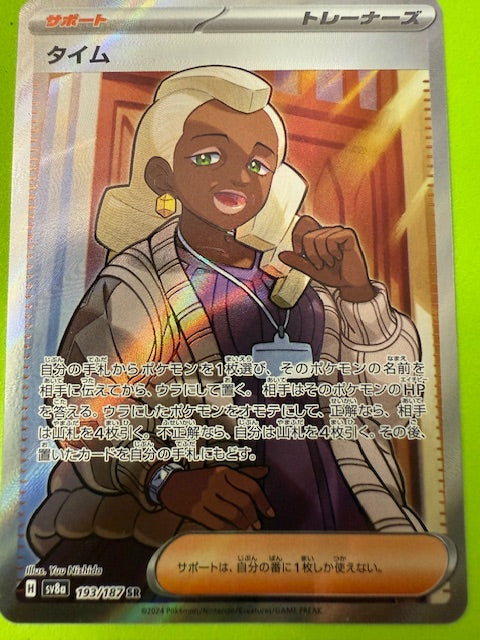 サポート
トレーナーズ
タイム
自分の手札からポケモンを1枚選び、そのポケモンの名前を
相手に伝えてから、ウラにして置く。相手はそのポケモンのHP
を答える。ウラにしたポケモンをオモテにして、正解なら、相手
は山札を4枚引く。不正解なら、自分は山札を4枚引く。その後、
置いたカードを自分の手札にもどす。
サポートは、自分の番に1枚しか使えない。
Illus. Yuu Nishida
H sv8a 193/187 SR
©2024 Pokémon/Nintendo/Creatures/GAME FREAK